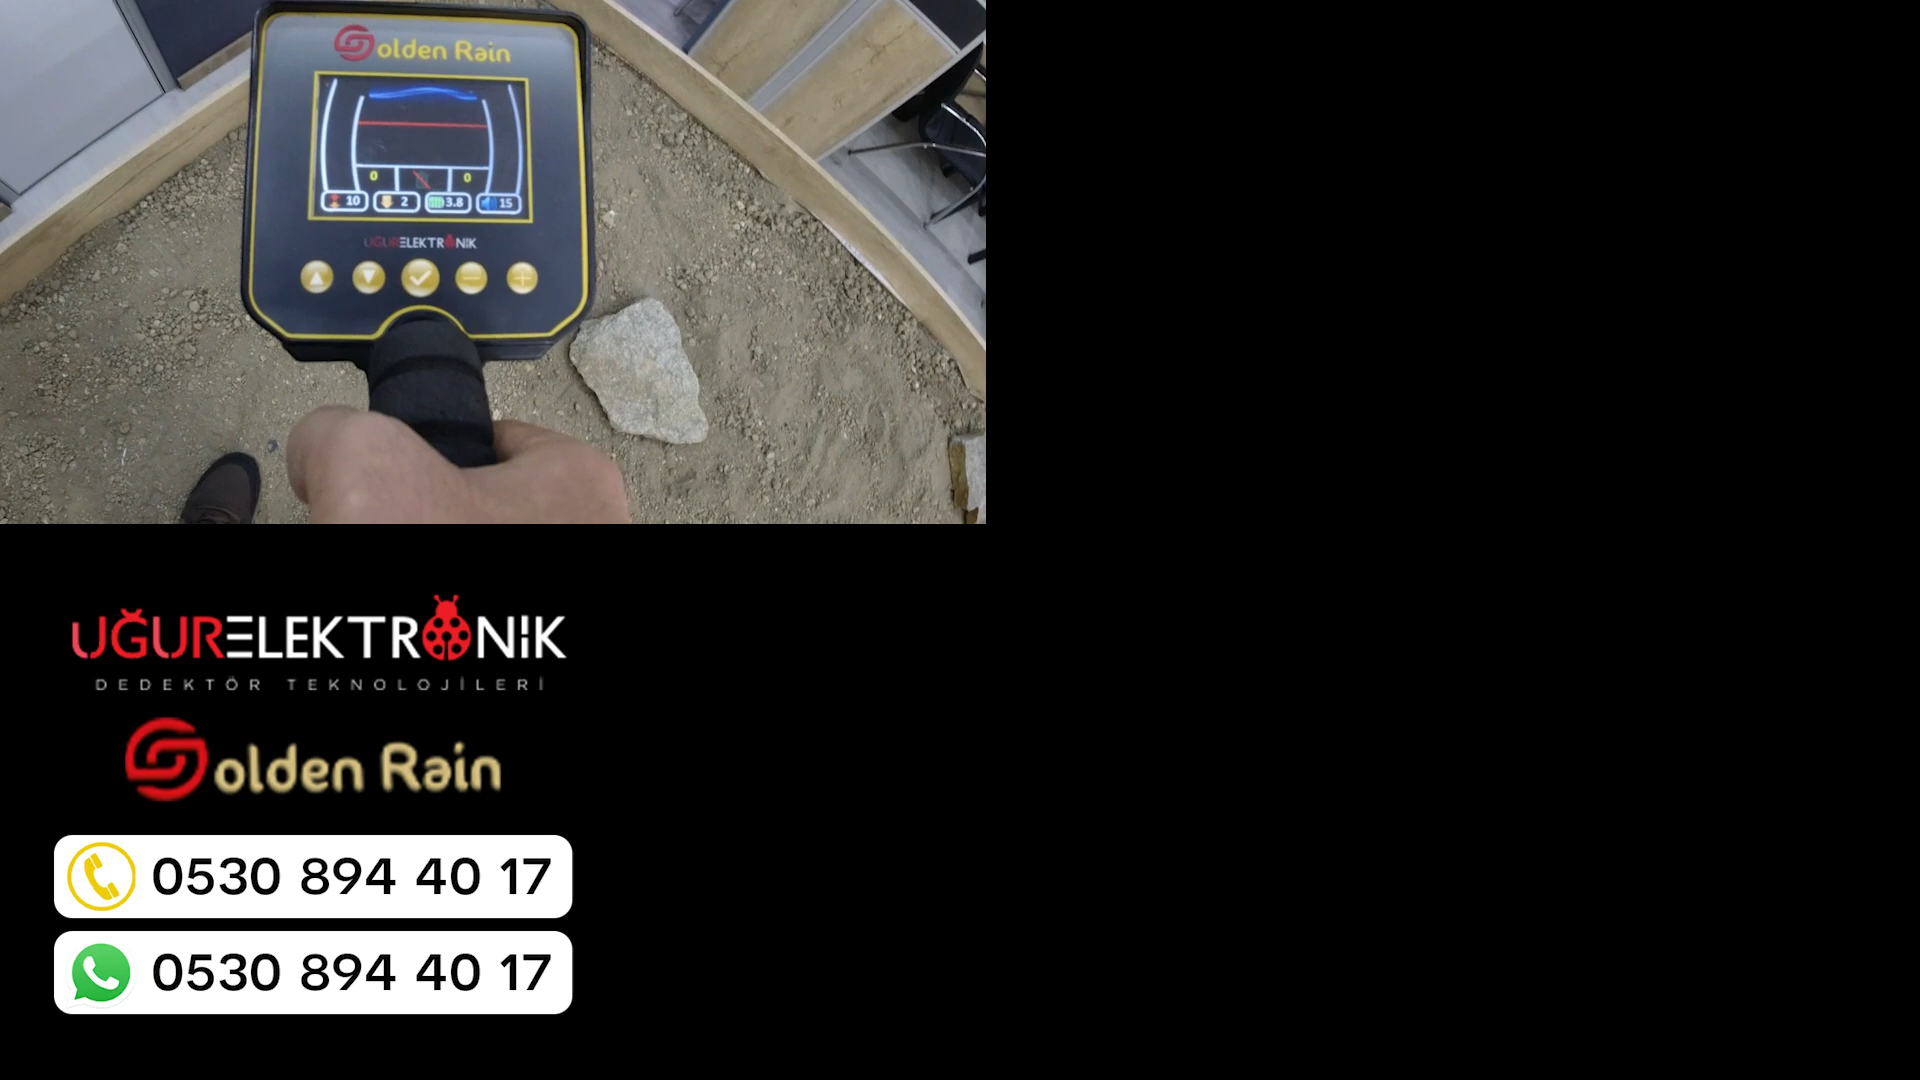 Golden Rain
0 0
10 2 3.8 15
UĞURELEKTRONİK
UĞURELEKTRONİK
DEDEKTÖR TEKNOLOJİLERİ
Golden Rain
0530 894 40 17
0530 894 40 17